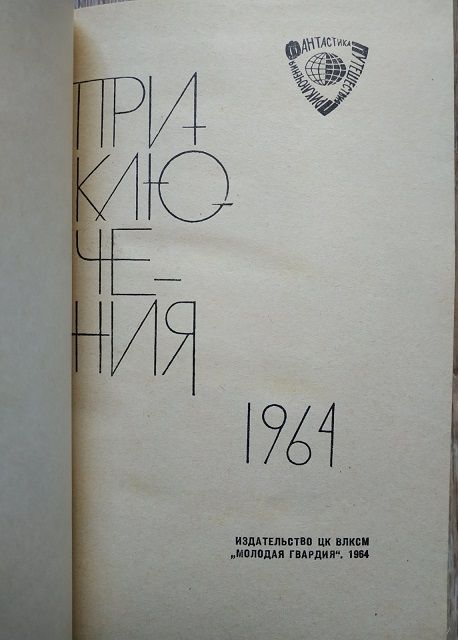 ФАНТАСТИКА
ПУТЕШЕСТВИЯ
ПРИКЛЮЧЕНИЯ
ПРИ-
КЛЮ-
ЧЕ-
НИЯ
1964
ИЗДАТЕЛЬСТВО ЦК ВЛКСМ
„МОЛОДАЯ ГВАРДИЯ“. 1964